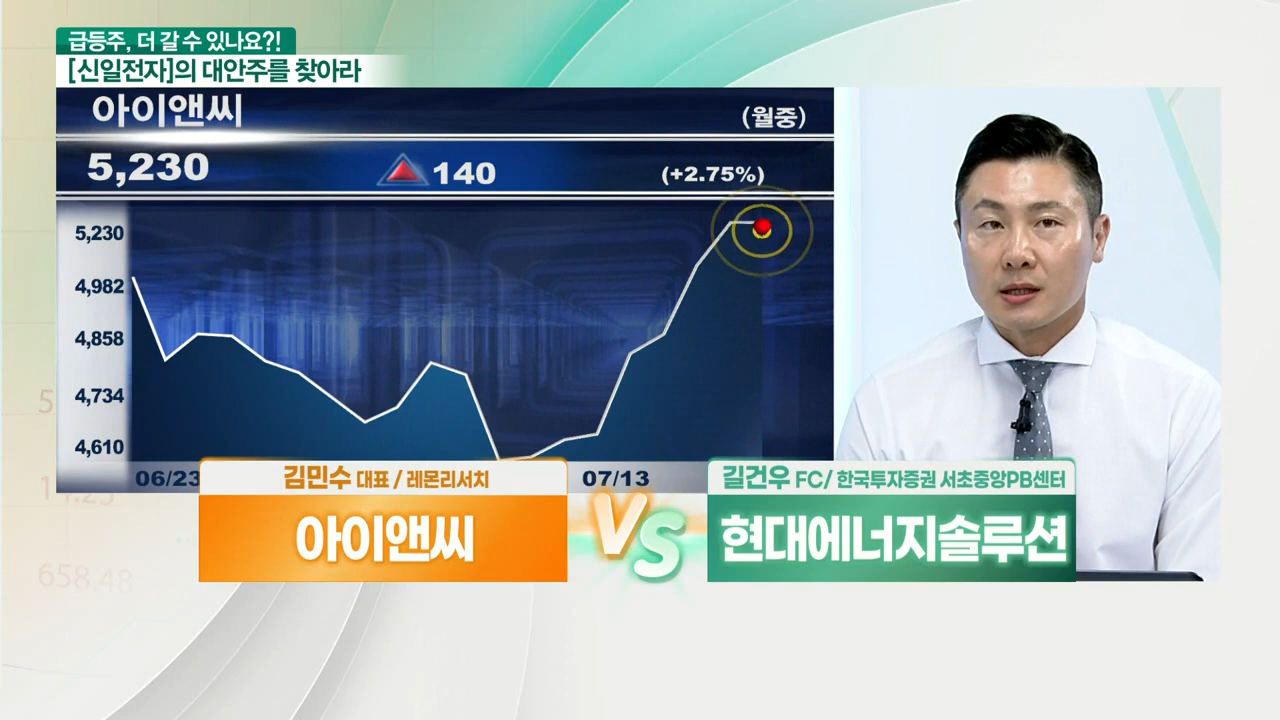 급등주, 더 갈 수 있나요?!
[신일전자]의 대안주를 찾아라
아이앤씨 (월중)
5,230 140 (+2.75%)
5,230
4,982
4,858
4,734
4,610
06/23 07/13
김민수 대표 / 레몬리서치
아이앤씨
VS
길건우 FC/ 한국투자증권 서초중앙PB센터
현대에너지솔루션
658.48